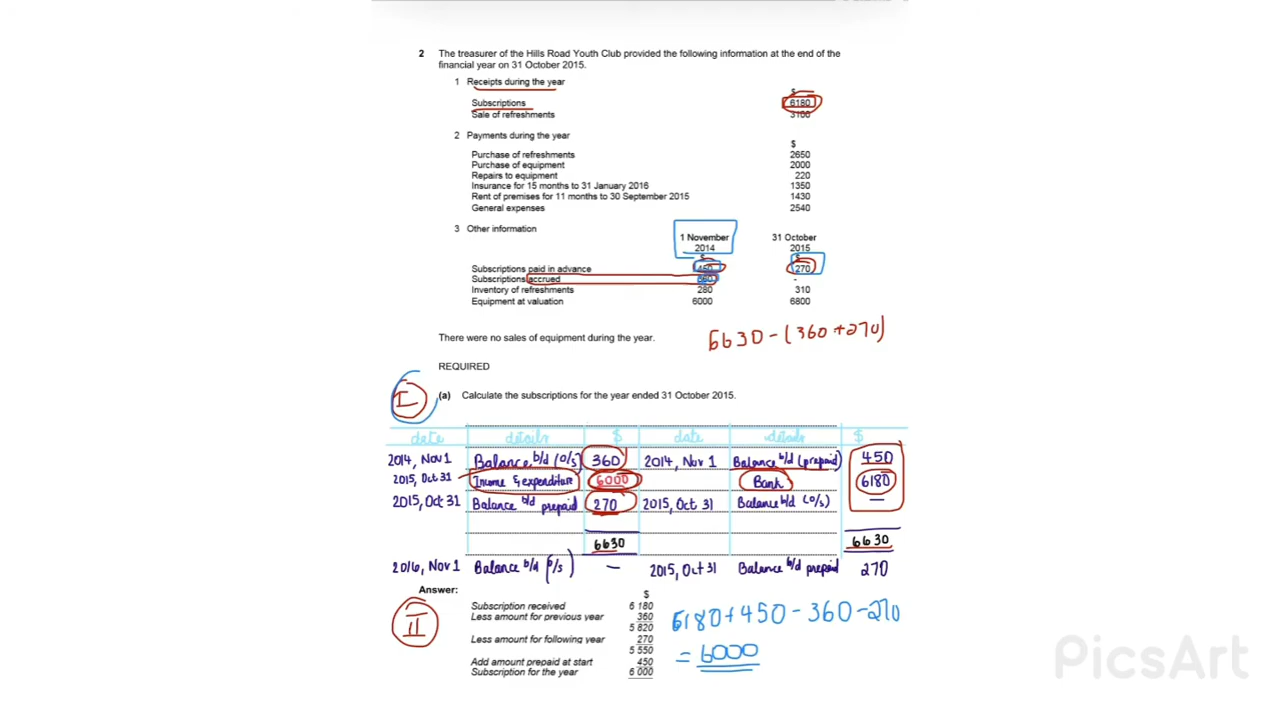 2 The treasurer of the Hills Road Youth Club provided the following information at the end of the
financial year on 31 October 2015.
1 Receipts during the year
$
Subscriptions 6180
Sale of refreshments 3100
2 Payments during the year
$
Purchase of refreshments 2650
Purchase of equipment 2000
Repairs to equipment 220
Insurance for 15 months to 31 January 2016 1350
Rent of premises for 11 months to 30 September 2015 1430
General expenses 2540
3 Other information
1 November 31 October
2014 2015
$ $
Subscriptions paid in advance 450 270
Subscriptions accrued 360 -
Inventory of refreshments 280 310
Equipment at valuation 6000 6800
There were no sales of equipment during the year.
6630 - (360 + 270)
REQUIRED
I
(a) Calculate the subscriptions for the year ended 31 October 2015.
date details $ date details $
2014, Nov 1 Balance b/d (o/s) 360 2014, Nov 1 Balance b/d (prepaid) 450
2015, Oct 31 Income & expenditure 6000 Bank 6180
2015, Oct 31 Balance b/d prepaid 270 2015, Oct 31 Balance b/d (o/s) —
6630 6630
2016, Nov 1 Balance b/d (o/s) — 2015, Oct 31 Balance b/d prepaid 270
Answer:
II
$
Subscription received 6 180
Less amount for previous year 360
5 820
Less amount for following year 270
5 550
Add amount prepaid at start 450
Subscription for the year 6 000
6180 + 450 - 360 - 270
= 6000
PicsArt